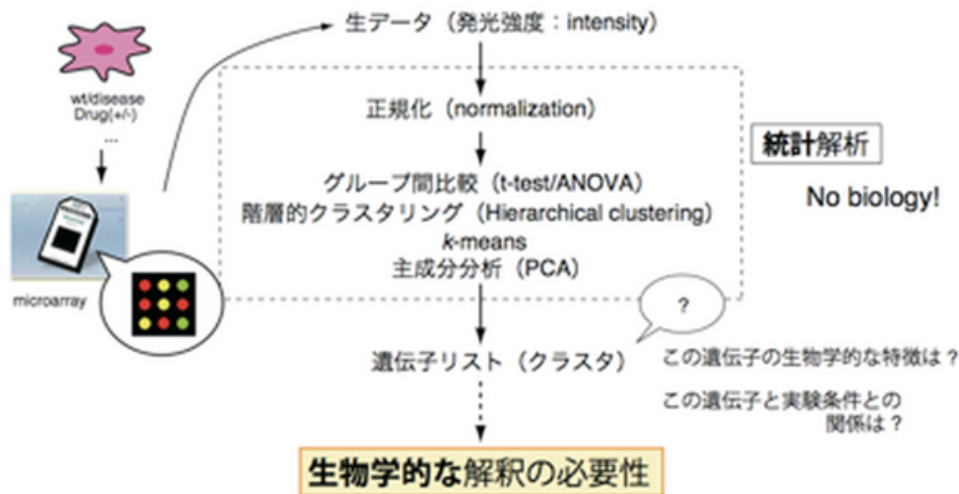 生データ（発光強度：intensity）
wt/disease
Drug(+/-)
...
microarray
正規化（normalization）
グループ間比較（t-test/ANOVA）
階層的クラスタリング（Hierarchical clustering）
k-means
主成分分析（PCA）
統計解析
No biology!
遺伝子リスト（クラスタ）
?
この遺伝子の生物学的な特徴は？
この遺伝子と実験条件との
関係は？
生物学的な解釈の必要性